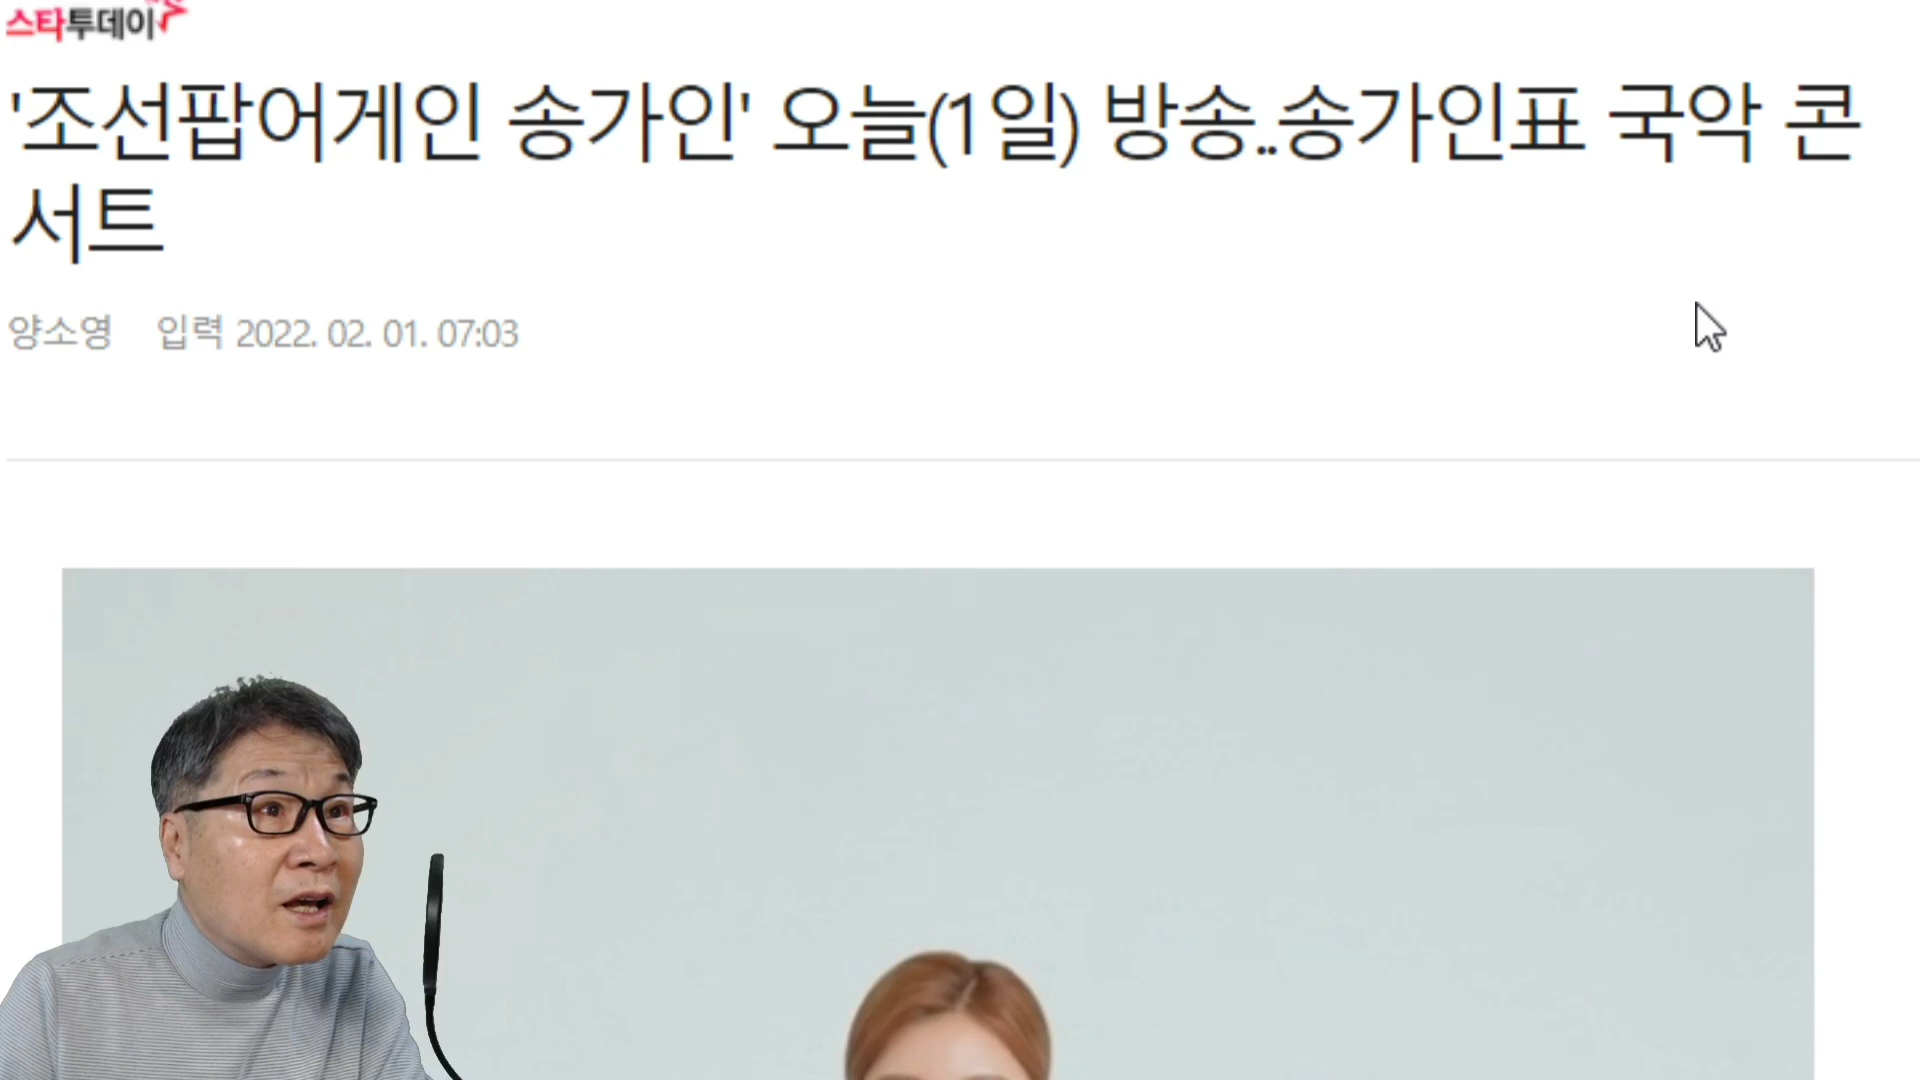 스타투데이
'조선팝어게인 송가인' 오늘(1일) 방송..송가인표 국악 콘
서트
양소영 입력 2022. 02. 01. 07:03